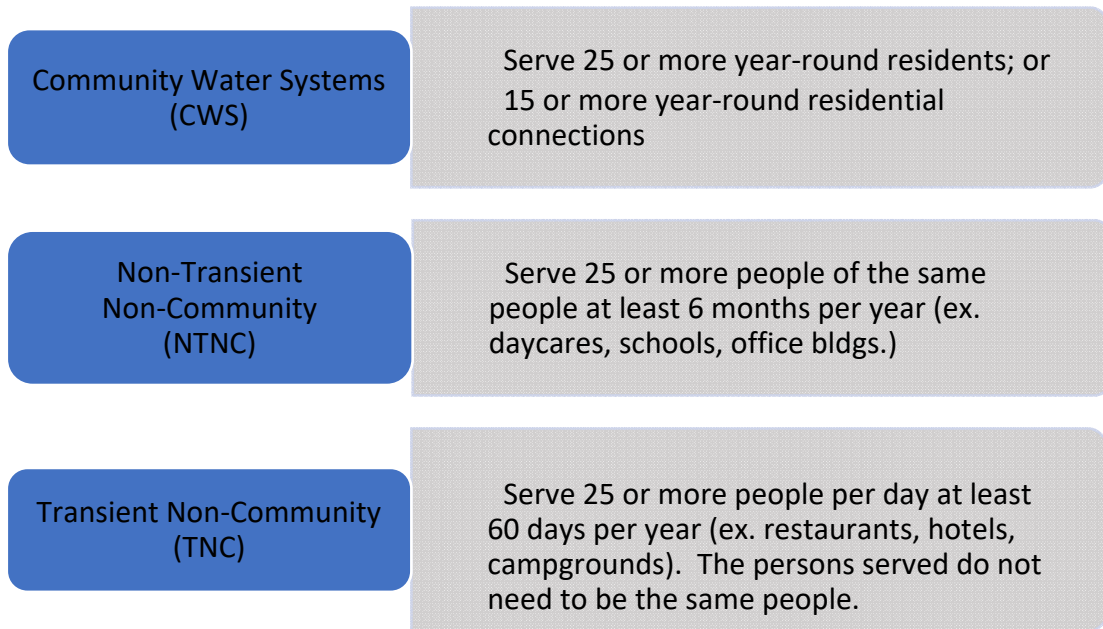 Community Water Systems
(CWS)
Serve 25 or more year-round residents; or
15 or more year-round residential
connections
Non-Transient
Non-Community
(NTNC)
Serve 25 or more people of the same
people at least 6 months per year (ex.
daycares, schools, office bldgs.)
Transient Non-Community
(TNC)
Serve 25 or more people per day at least
60 days per year (ex. restaurants, hotels,
campgrounds).  The persons served do not
need to be the same people.